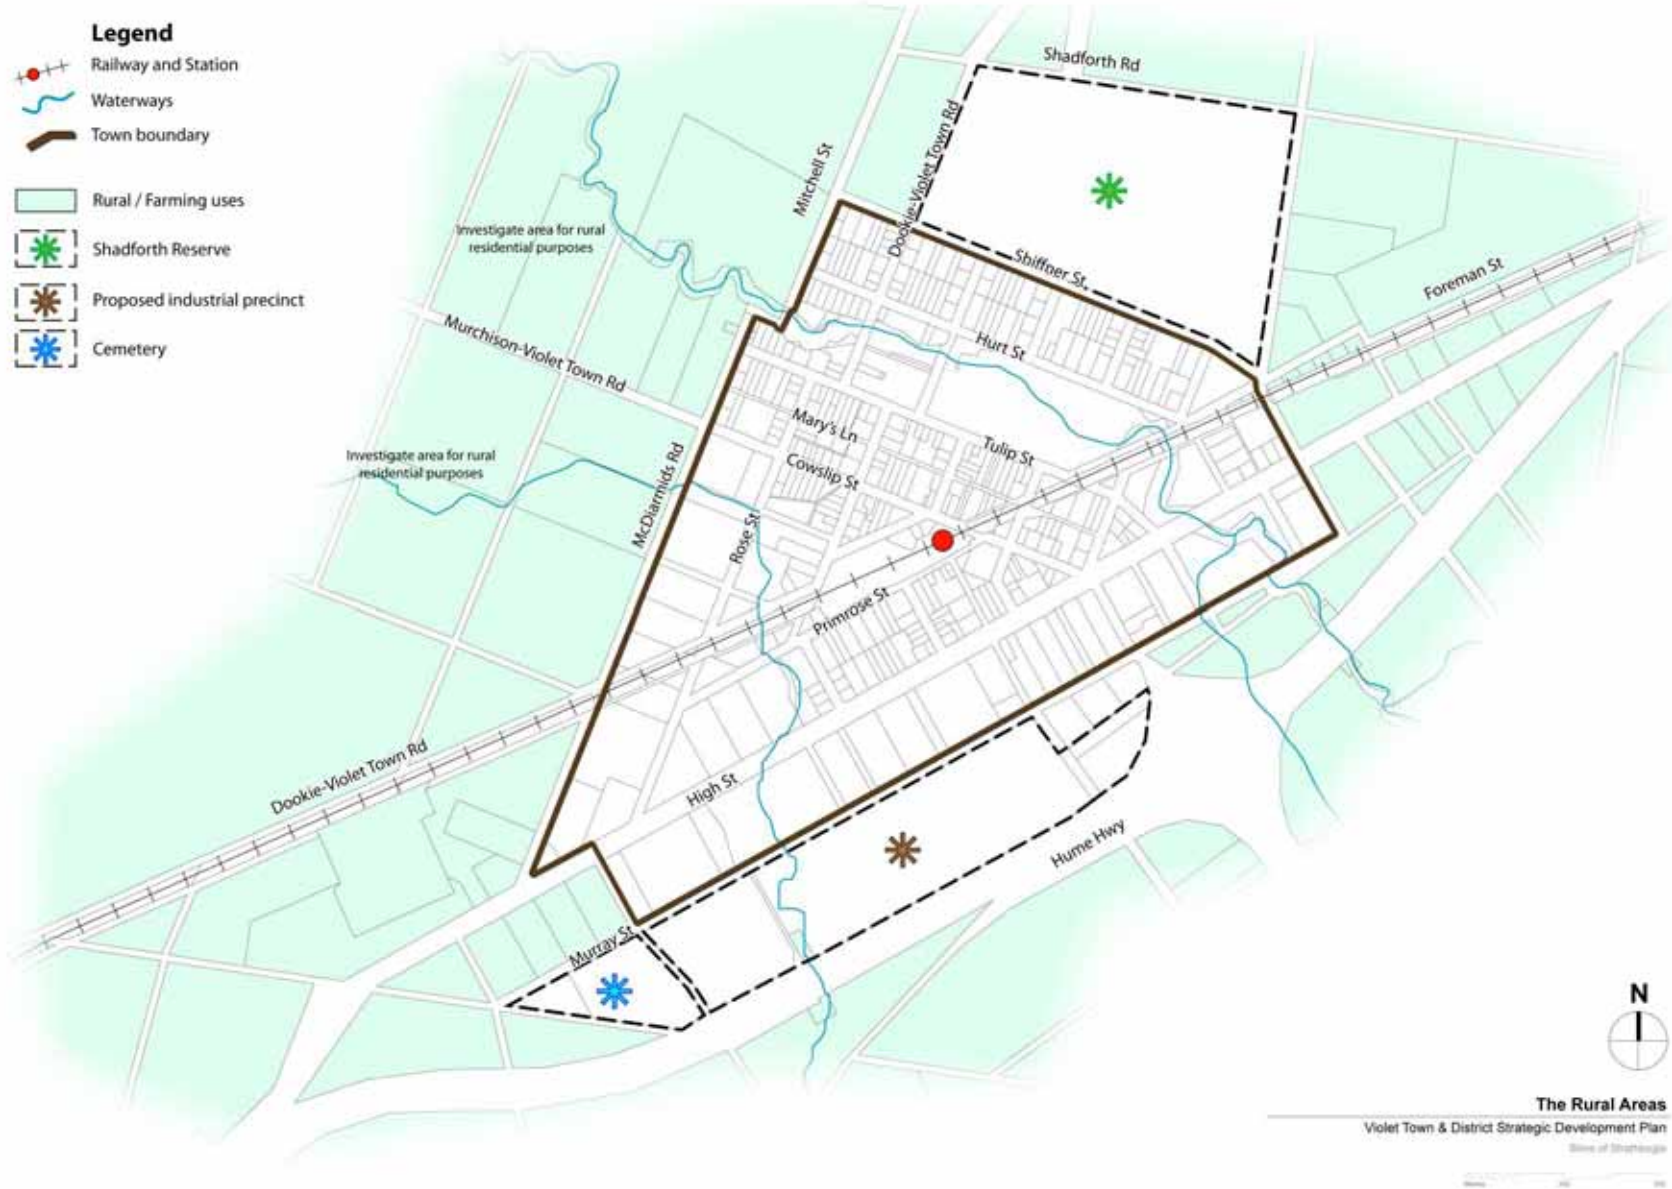 Legend
Railway and Station
Waterways
Town boundary
Rural / Farming uses
Shadforth Reserve
Proposed industrial precinct
Cemetery
Shadforth Rd
Mitchell St
Dookie-Violet Town Rd
Investigate area for rural
residential purposes
Shiffner St
Foreman St
Murchison-Violet Town Rd
Hurt St
Mary's Ln
Tulip St
Cowslip St
Investigate area for rural
residential purposes
McDiarmids Rd
Rose St
Primrose St
Dookie-Violet Town Rd
High St
Hume Hwy
Murray St
N
The Rural Areas
Violet Town & District Strategic Development Plan
Shire of Strathbogie